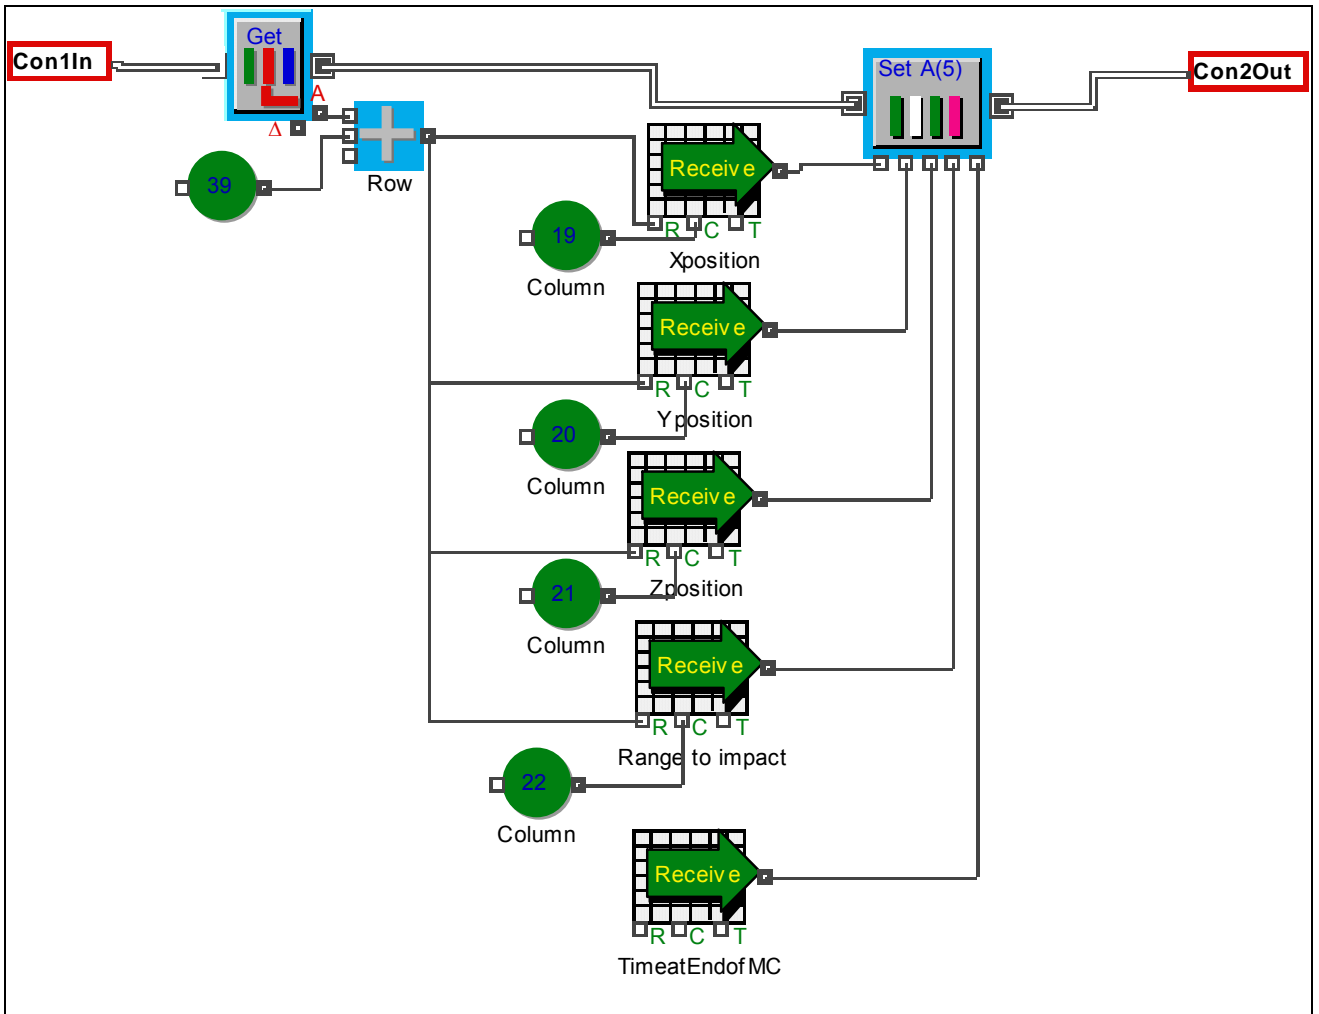 Get
Con1In
Set A(5)
Con2Out
A
Δ
Receive
39
Row
19
R C T
Column
Xposition
Receive
R C T
Yposition
20
Column
Receive
R C T
Zposition
21
Column
Receive
R C T
Range to impact
22
Column
Receive
R C T
TimeatEndofMC